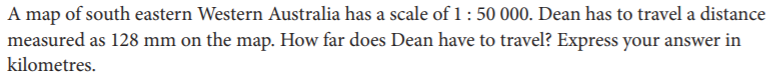 A map of south eastern Western Australia has a scale of 1 : 50 000. Dean has to travel a distance
measured as 128 mm on the map. How far does Dean have to travel? Express your answer in
kilometres.